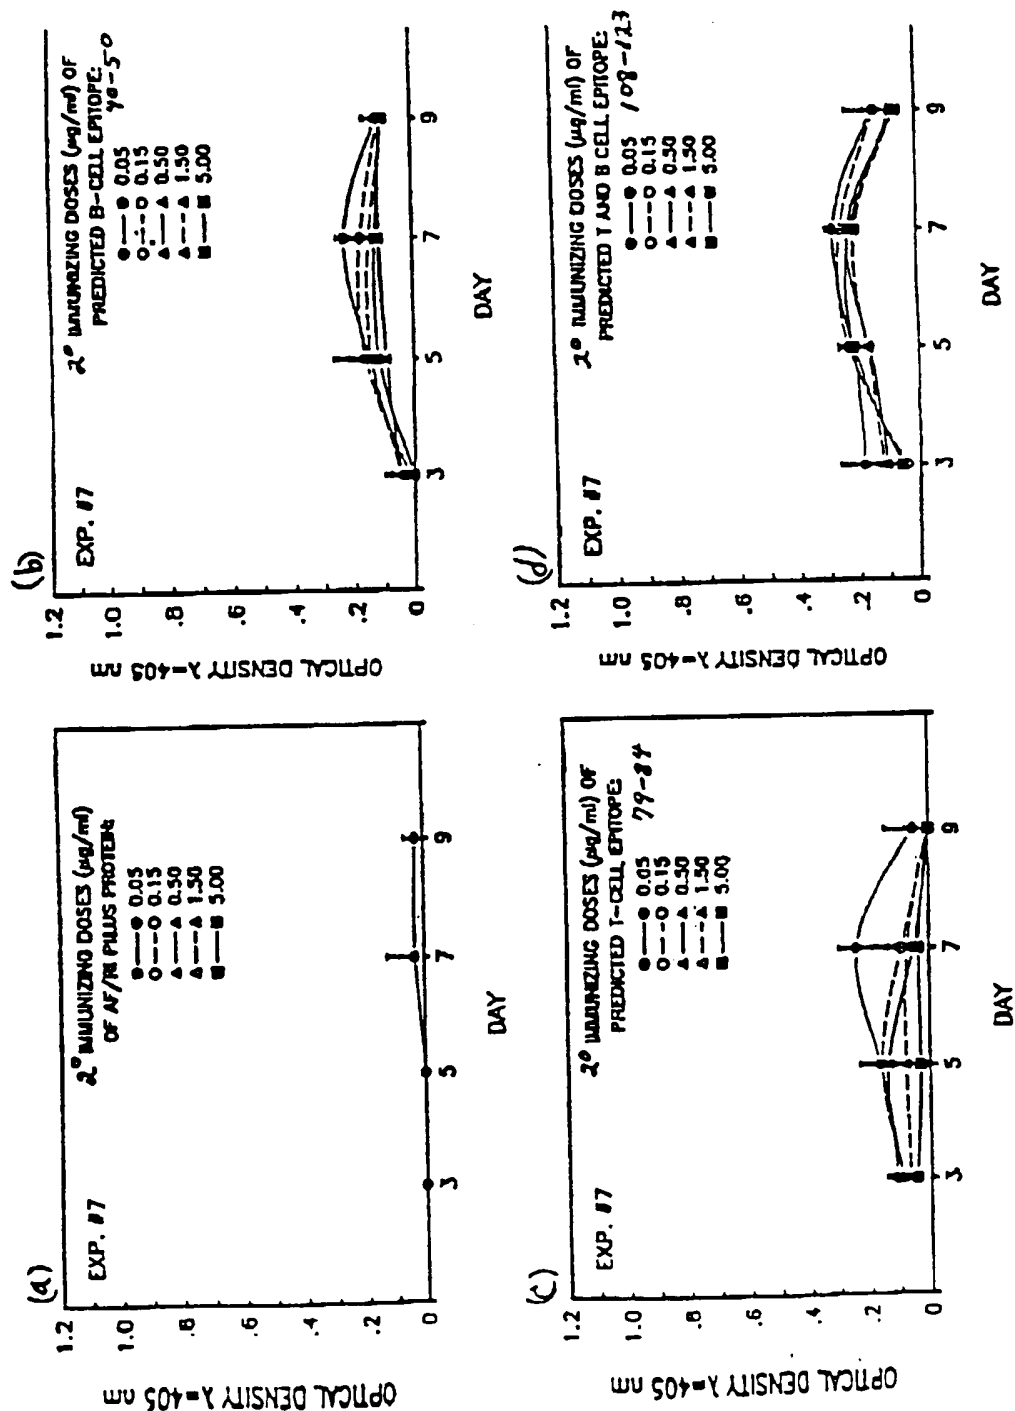 (a)
EXP. #7
2° IMMUNIZING DOSES (µg/ml)
OF AF/R1 PILUS PROTEIN:
0.05
0.15
0.50
1.50
5.00
OPTICAL DENSITY λ=405 nm
1.2
1.0
.8
.6
.4
.2
0
3
5
7
9
DAY
(b)
EXP. #7
2° IMMUNIZING DOSES (µg/ml) OF
PREDICTED B-CELL EPITOPE:
40-50
0.05
0.15
0.50
1.50
5.00
OPTICAL DENSITY λ=405 nm
1.2
1.0
.8
.6
.4
.2
0
3
5
7
9
DAY
(c)
EXP. #7
2° IMMUNIZING DOSES (µg/ml) OF
PREDICTED T-CELL EPITOPE:
79-84
0.05
0.15
0.50
1.50
5.00
OPTICAL DENSITY λ=405 nm
1.2
1.0
.8
.6
.4
.2
0
3
5
7
9
DAY
(d)
EXP. #7
2° IMMUNIZING DOSES (µg/ml) OF
PREDICTED T AND B CELL EPITOPE:
108-123
0.05
0.15
0.50
1.50
5.00
OPTICAL DENSITY λ=405 nm
1.2
1.0
.8
.6
.4
.2
0
3
5
7
9
DAY